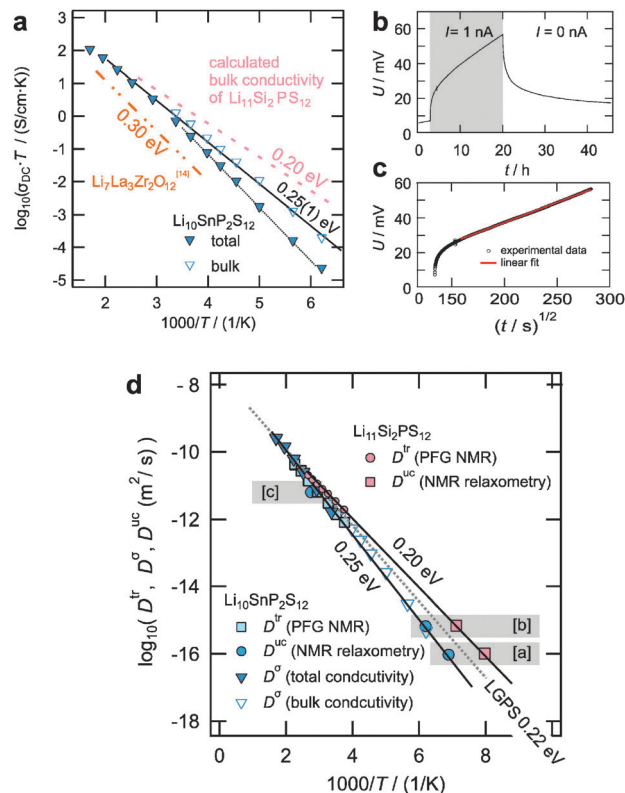 a
log10(σDC·T / (S/cm·K)
5
4
3
2
1
0
-1
-2
-3
-4
-5
calculated
bulk conductivity
of Li11Si2 PS12
0.30 eV
0.20 eV
0.25(1) eV
Li7La3Zr2O12[14]
Li10SnP2S12
total
bulk
2 3 4 5 6
1000/T / (1/K)
b
U / mV
60
40
20
0
I = 1 nA
I = 0 nA
0 10 20 30 40
t / h
c
U / mV
60
40
20
0
experimental data
linear fit
150 200 250 300
(t / s)1/2
d
log10(Dtr, Dσ, Duc (m2/ s))
- 8
-10
-12
-14
-16
-18
Li11Si2PS12
Dtr (PFG NMR)
Duc (NMR relaxometry)
[c]
0.20 eV
0.25 eV
[b]
[a]
LGPS 0.22 eV
Li10SnP2S12
Dtr (PFG NMR)
Duc (NMR relaxometry)
Dσ (total condcutivity)
Dσ (bulk condcutivity)
0 2 4 6 8
1000/T / (1/K)